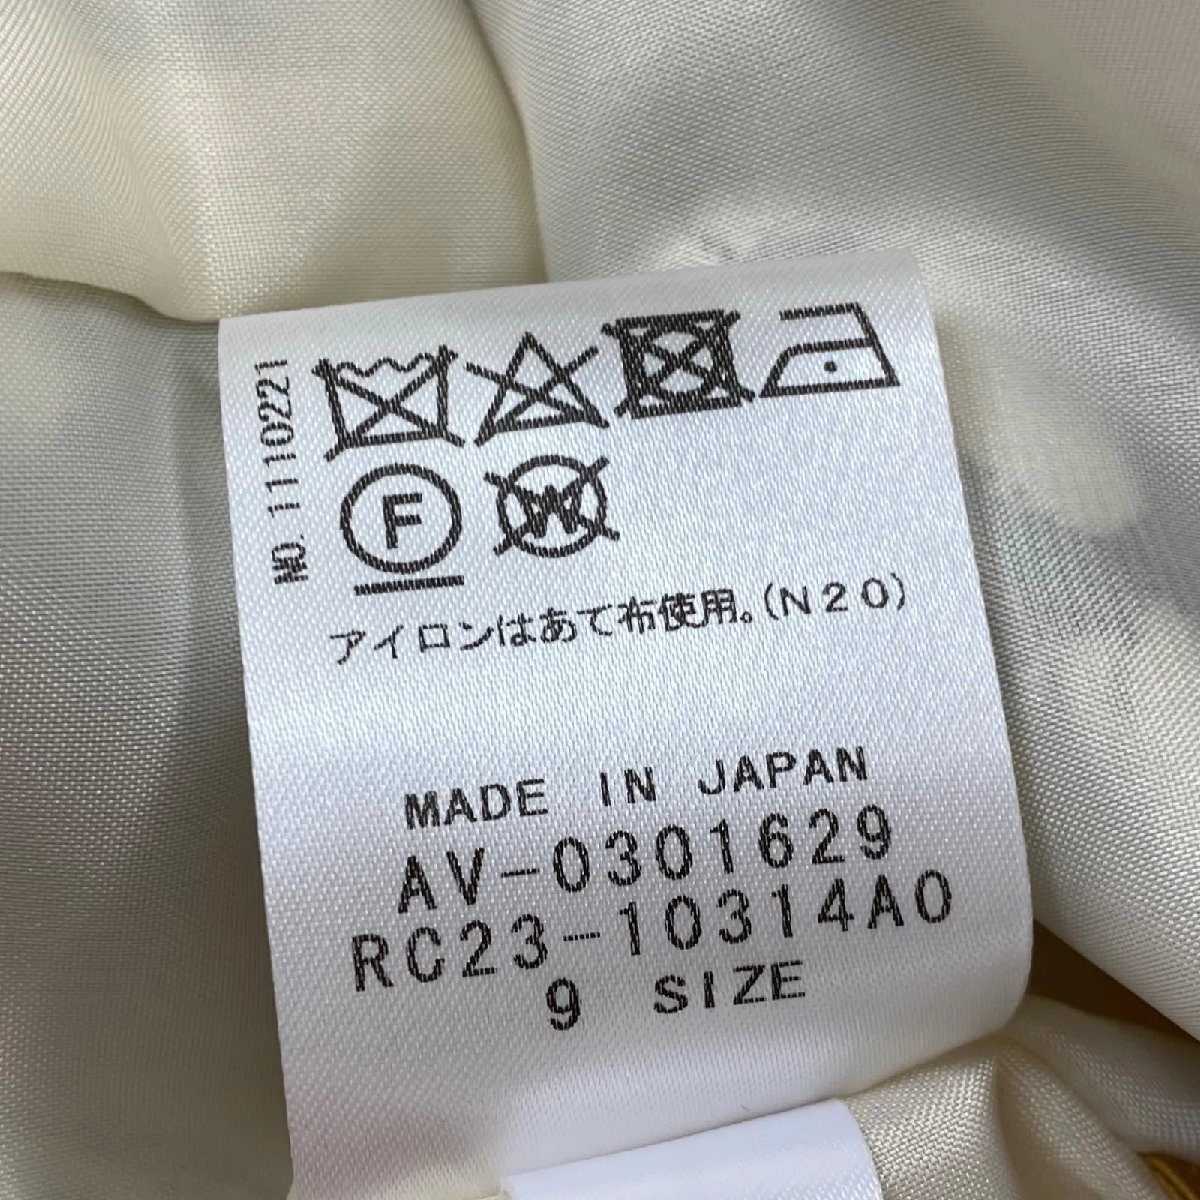 NO. 1110221
F
W
アイロンはあて布使用。(N20)
MADE IN JAPAN
AV-0301629
RC23-10314A0
9 SIZE